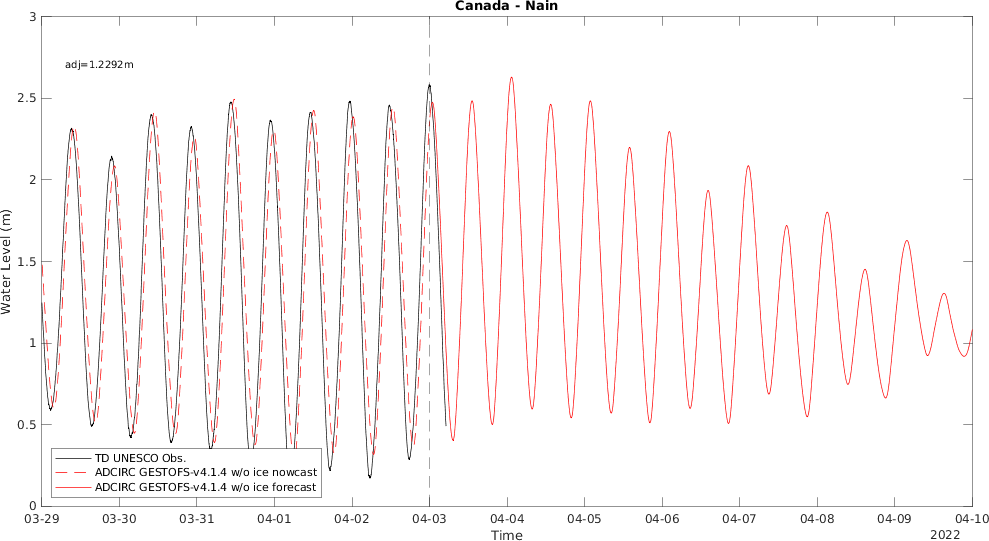 Canada - Nain
adj=1.2292m
3
2.5
2
1.5
1
0.5
0
Water Level (m)
TD UNESCO Obs.
ADCIRC GESTOFS-v4.1.4 w/o ice nowcast
ADCIRC GESTOFS-v4.1.4 w/o ice forecast
03-29 03-30 03-31 04-01 04-02 04-03 04-04 04-05 04-06 04-07 04-08 04-09 04-10
Time
2022